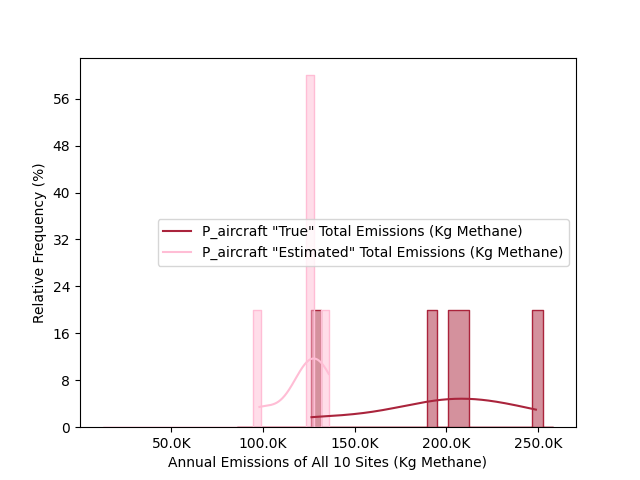 56
48
40
32
24
16
8
0
Relative Frequency (%)
P_aircraft "True" Total Emissions (Kg Methane)
P_aircraft "Estimated" Total Emissions (Kg Methane)
50.0K 100.0K 150.0K 200.0K 250.0K
Annual Emissions of All 10 Sites (Kg Methane)